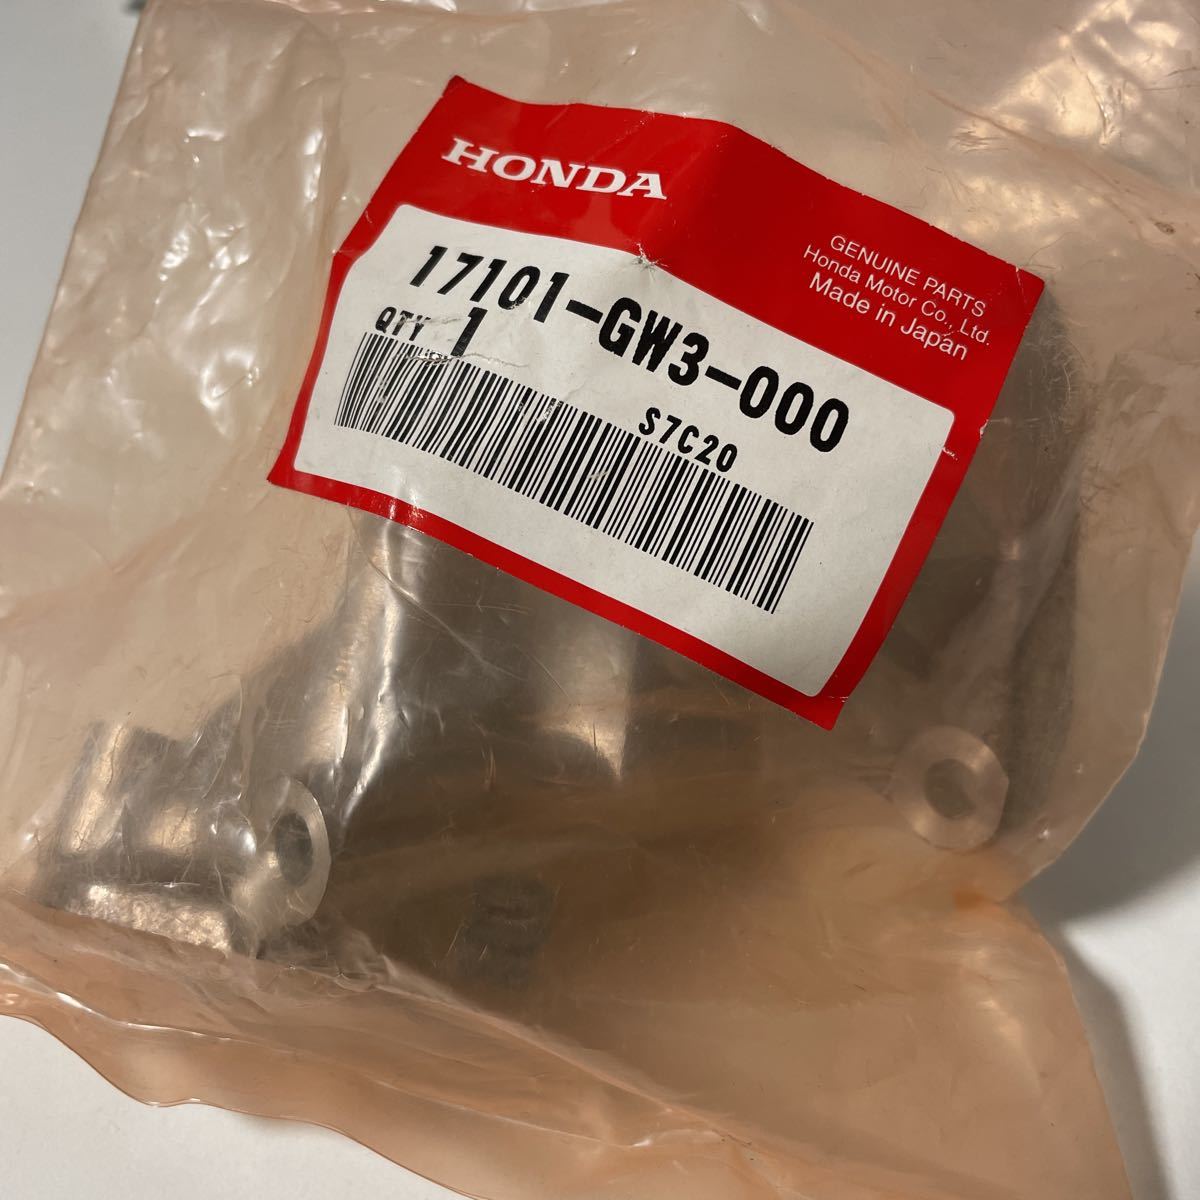 HONDA
GENUINE PARTS
Honda Motor Co., Ltd.
Made in Japan
17101-GW3-000
QTY 1
S7C20